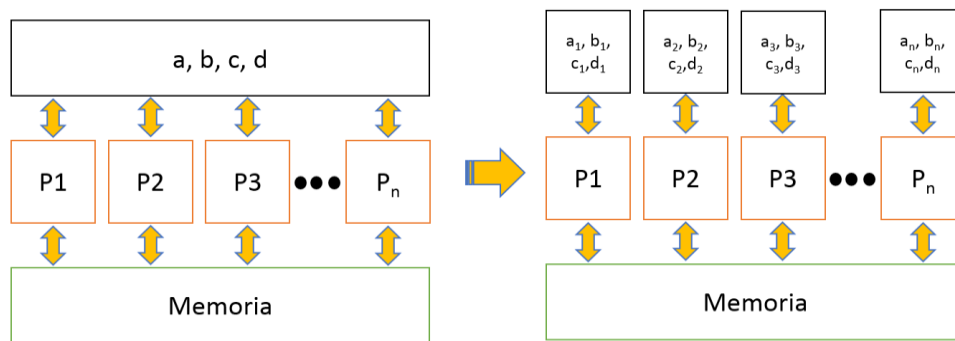 a, b, c, d
P1 P2 P3 Pn
Memoria
a1, b1,
c1,d1
a2, b2,
c2,d2
a3, b3,
c3,d3
an, bn,
cn,dn
P1 P2 P3 Pn
Memoria